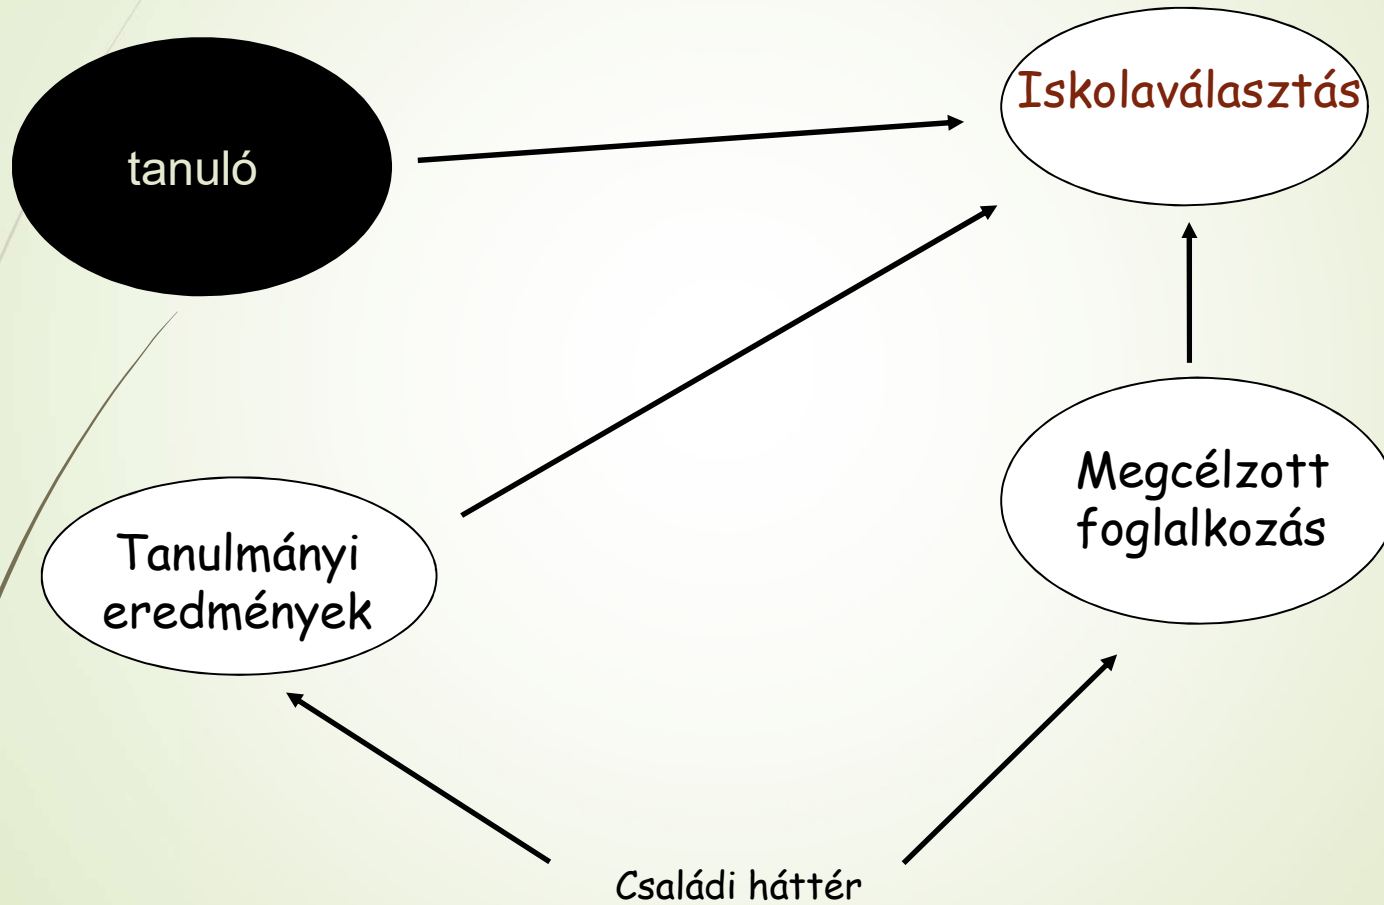 Iskolaválasztás
tanuló
Megcélzott
foglalkozás
Tanulmányi
eredmények
Családi háttér